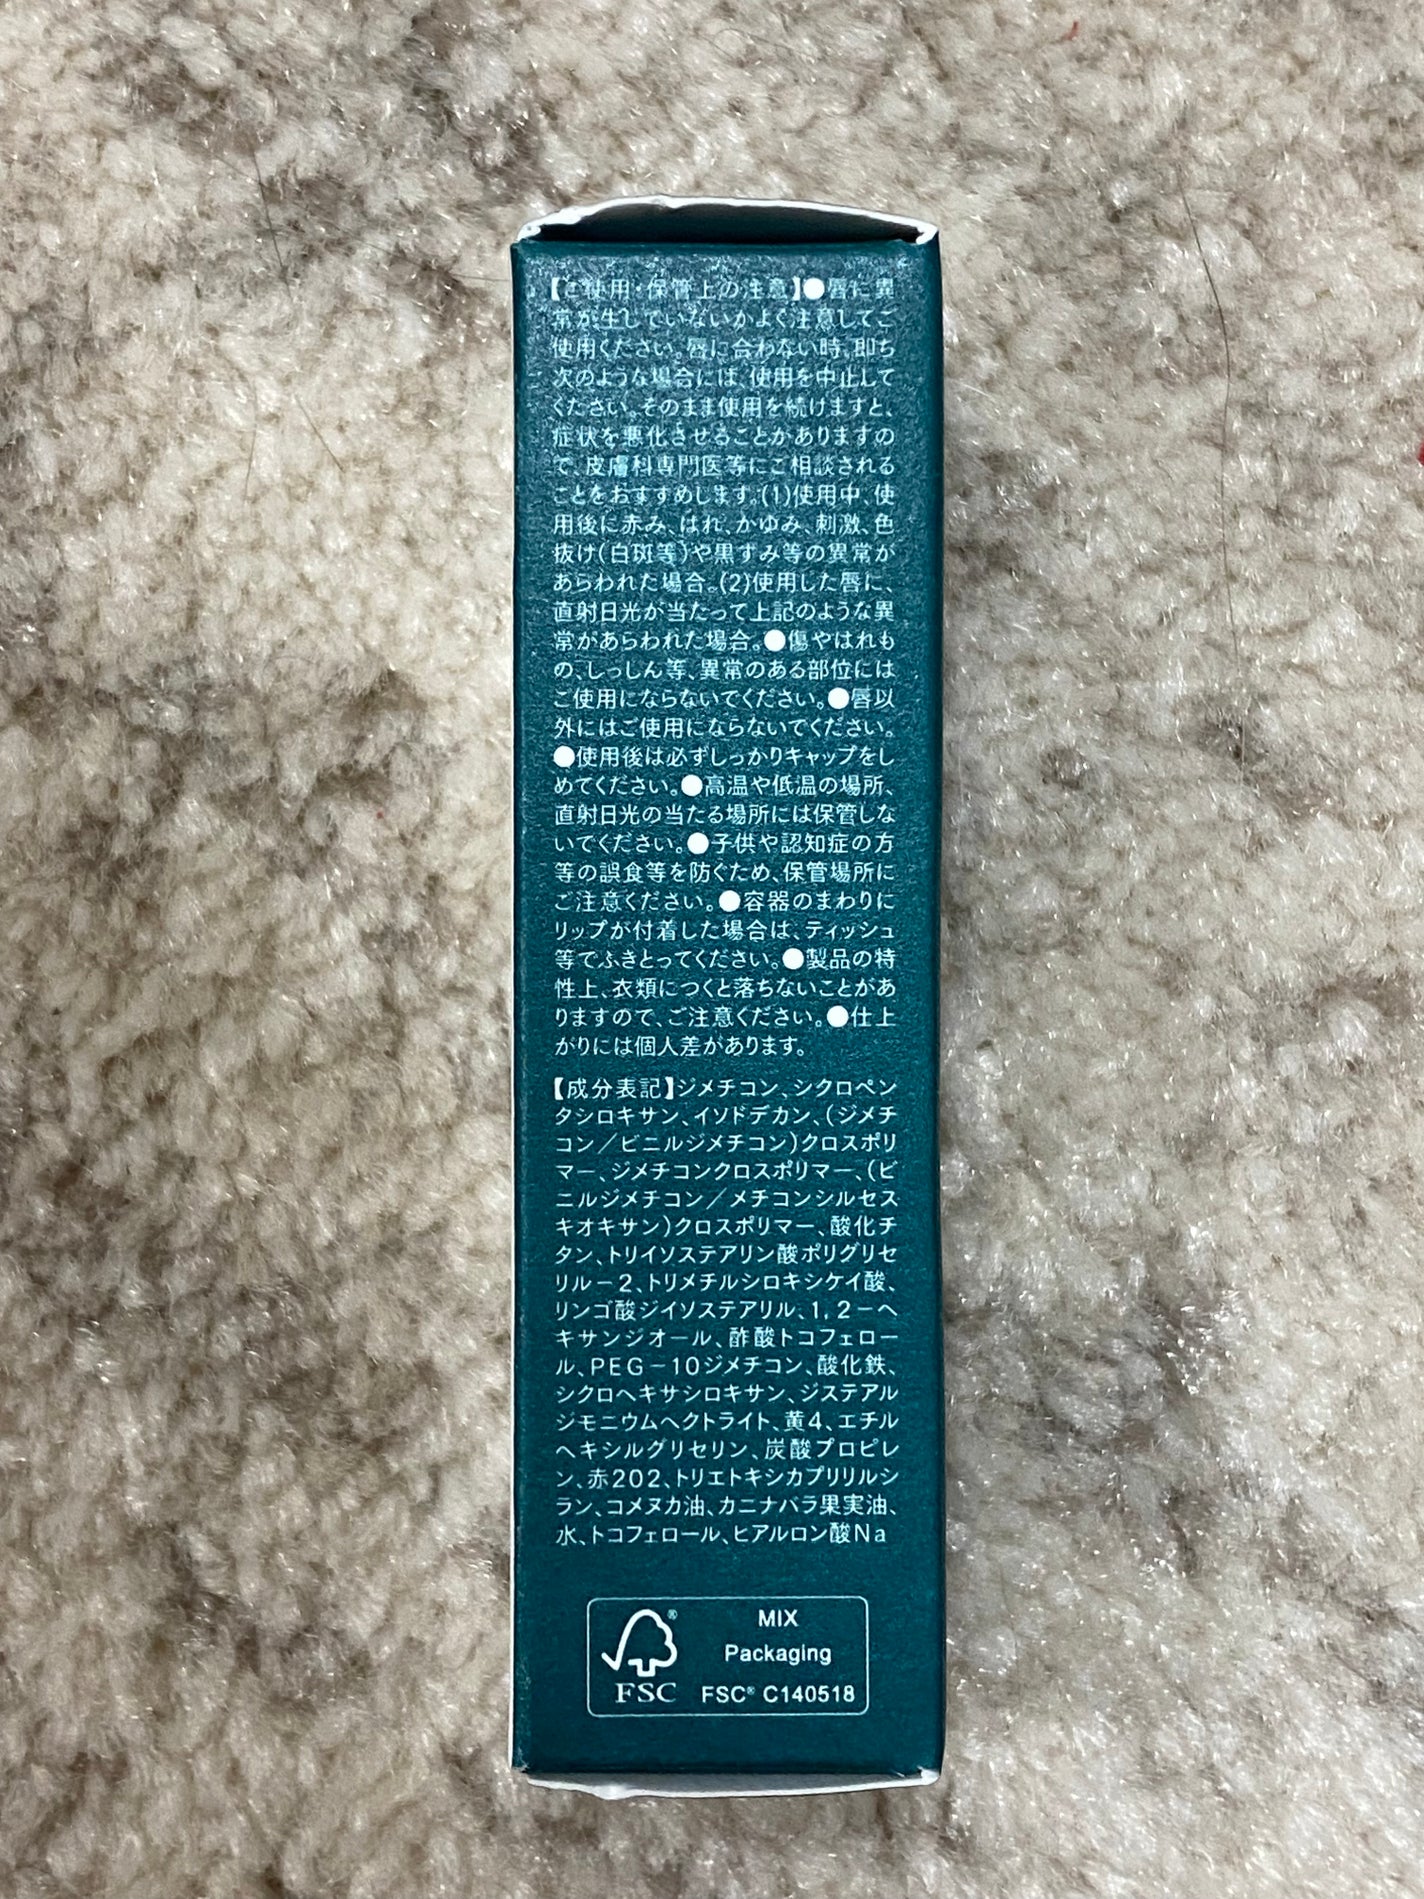 【ご使用・保管上の注意】●唇に異
常が生じていないかよく注意してご
使用ください。唇に合わない時、即ち
次のような場合には、使用を中止して
ください。そのまま使用を続けますと、
症状を悪化させることがありますの
で、皮膚科専門医等にご相談される
ことをおすすめします。(1)使用中、使
用後に赤み、はれ、かゆみ、刺激、色
抜け(白斑等)や黒ずみ等の異常が
あらわれた場合。(2)使用した唇に、
直射日光が当たって上記のような異
常があらわれた場合。●傷やはれも
の、しっしん等、異常のある部位には
ご使用にならないでください。●唇以
外にはご使用にならないでください。
●使用後は必ずしっかりキャップをし
めてください。●高温や低温の場所、
直射日光の当たる場所には保管しな
いでください。●子供や認知症の方
等の誤食等を防ぐため、保管場所に
ご注意ください。●容器のまわりに
リップが付着した場合は、ティッシュ
等でふきとってください。●製品の特
性上、衣類につくと落ちないことがあ
りますので、ご注意ください。●仕上
がりには個人差があります。
【成分表記】ジメチコン、シクロペン
タシロキサン、イソドデカン、(ジメチ
コン/ビニルジメチコン)クロスポリ
マー、ジメチコンクロスポリマー、(ビ
ニルジメチコン/メチコンシルセス
キオキサン)クロスポリマー、酸化チ
タン、トリイソステアリン酸ポリグリセ
リル-2、トリメチルシロキシケイ酸、
リンゴ酸ジイソステアリル、1,2-ヘ
キサンジオール、酢酸トコフェロー
ル、PEG-10ジメチコン、酸化鉄、
シクロヘキサシロキサン、ジステアル
ジモニウムヘクトライト、黄4、エチル
ヘキシルグリセリン、炭酸プロピレ
ン、赤202、トリエトキシカプリリルシ
ラン、コメヌカ油、カニナバラ果実油、
水、トコフェロール、ヒアルロン酸Na
MIX
Packaging
FSC® C140518
FSC